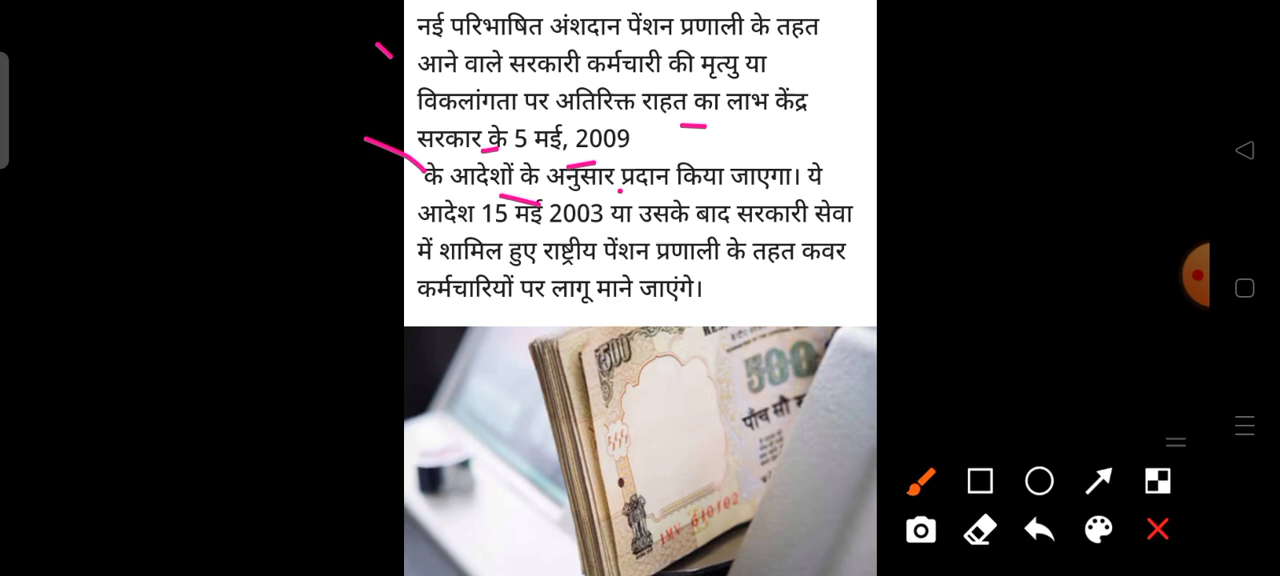 नई परिभाषित अंशदान पेंशन प्रणाली के तहत
आने वाले सरकारी कर्मचारी की मृत्यु या
विकलांगता पर अतिरिक्त राहत का लाभ केंद्र
सरकार के 5 मई, 2009
के आदेशों के अनुसार प्रदान किया जाएगा। ये
आदेश 15 मई 2003 या उसके बाद सरकारी सेवा
में शामिल हुए राष्ट्रीय पेंशन प्रणाली के तहत कवर
कर्मचारियों पर लागू माने जाएंगे।
500
500
पाँच सौ